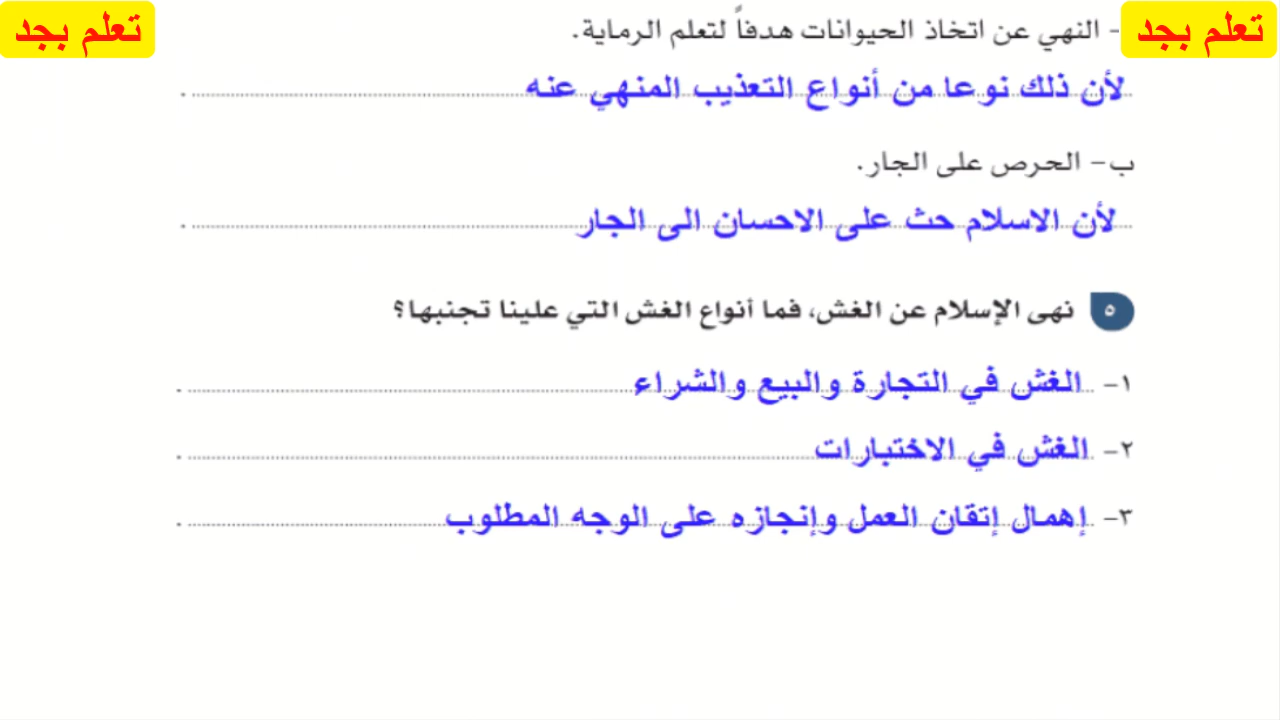 تعلم بجد
تعلم بجد
- النهي عن اتخاذ الحيوانات هدفاً لتعلم الرماية.
لأن ذلك نوعا من أنواع التعذيب المنهي عنه
ب- الحرص على الجار.
لأن الاسلام حث على الاحسان الى الجار
٥ نهى الإسلام عن الغش، فما أنواع الغش التي علينا تجنبها؟
١- الغش في التجارة والبيع والشراء
٢- الغش في الاختبارات
٣- إهمال إتقان العمل وإنجازه على الوجه المطلوب